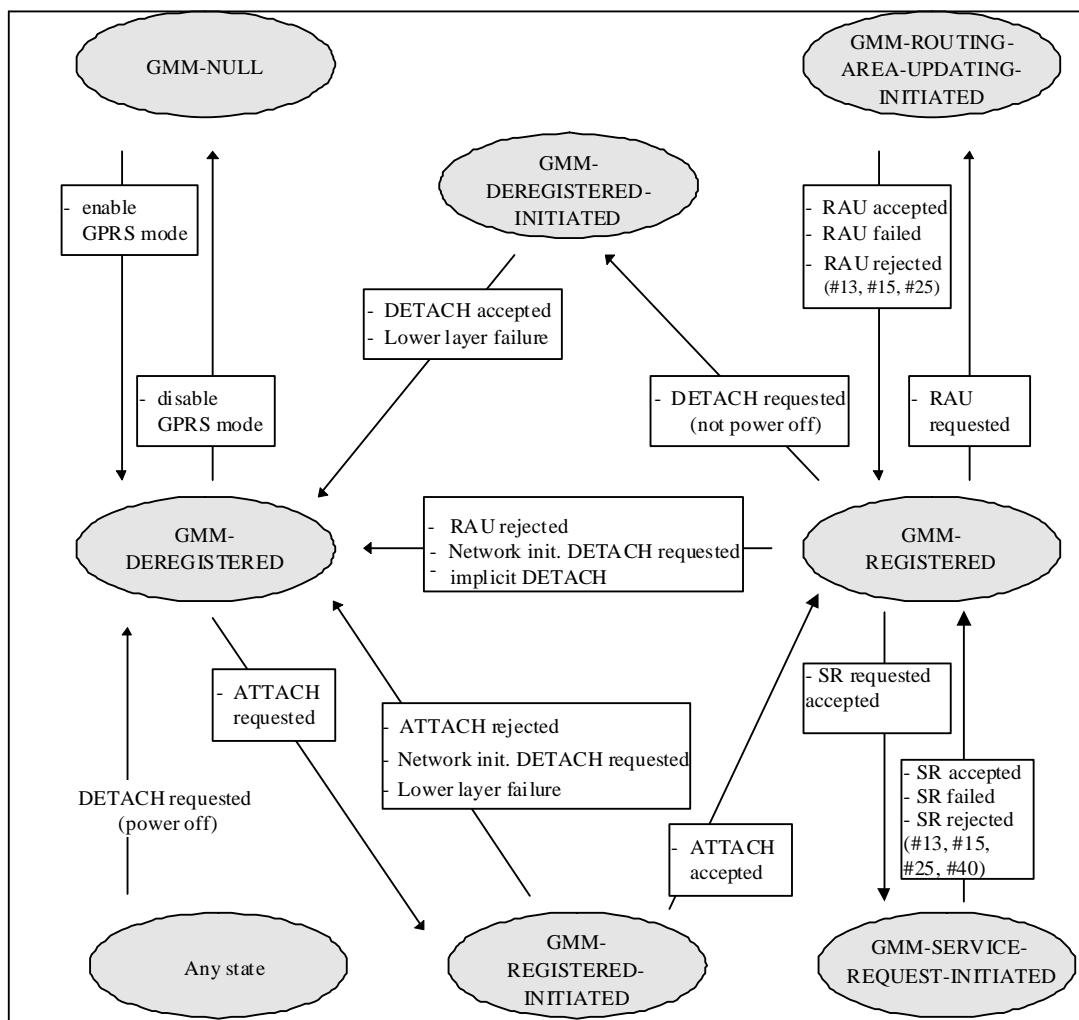 GMM-NULL
GMM-ROUTING-
AREA-UPDATING-
INITIATED
GMM-
DEREGISTERED-
INITIATED
- enable
GPRS mode
- RAU accepted
- RAU failed
- RAU rejected
(#13, #15, #25)
- DETACH accepted
- Lower layer failure
- disable
GPRS mode
- DETACH requested
(not power off)
- RAU
requested
GMM-
DEREGISTERED
- RAU rejected
- Network init. DETACH requested
- implicit DETACH
GMM-
REGISTERED
- ATTACH
requested
- ATTACH rejected
- Network init. DETACH requested
- Lower layer failure
- SR requested
accepted
DETACH requested
(power off)
- ATTACH
accepted
- SR accepted
- SR failed
- SR rejected
(#13, #15,
#25, #40)
Any state
GMM-
REGISTERED-
INITIATED
GMM-SERVICE-
REQUEST-INITIATED